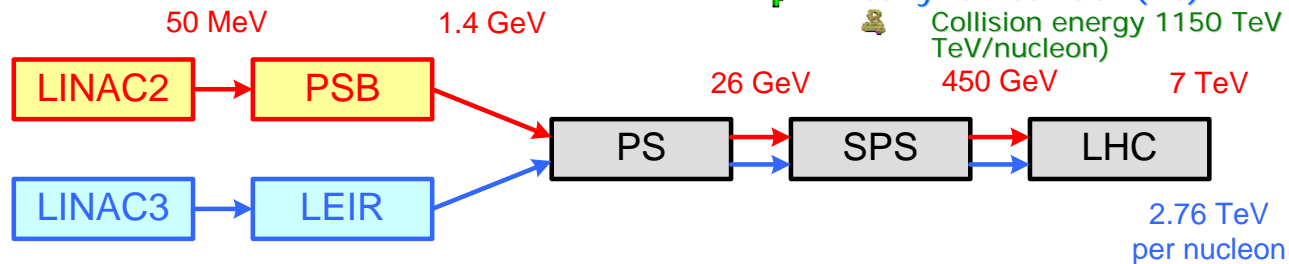 Collision energy 1150 TeV
TeV/nucleon)
50 MeV
1.4 GeV
26 GeV
450 GeV
7 TeV
LINAC2
PSB
PS
SPS
LHC
LINAC3
LEIR
2.76 TeV
per nucleon